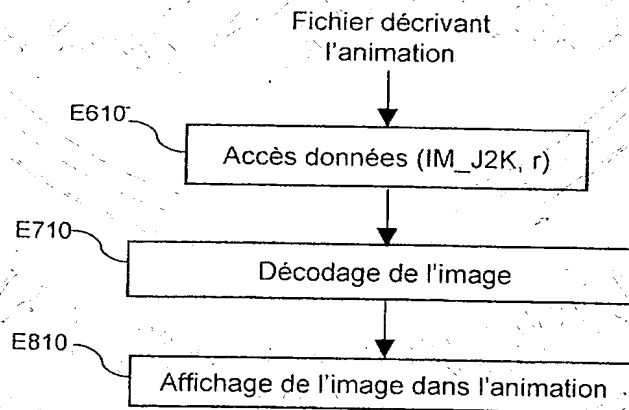 Fichier décrivant
l'animation
E610
Accès données (IM_J2K, r)
E710
Décodage de l'image
E810
Affichage de l'image dans l'animation